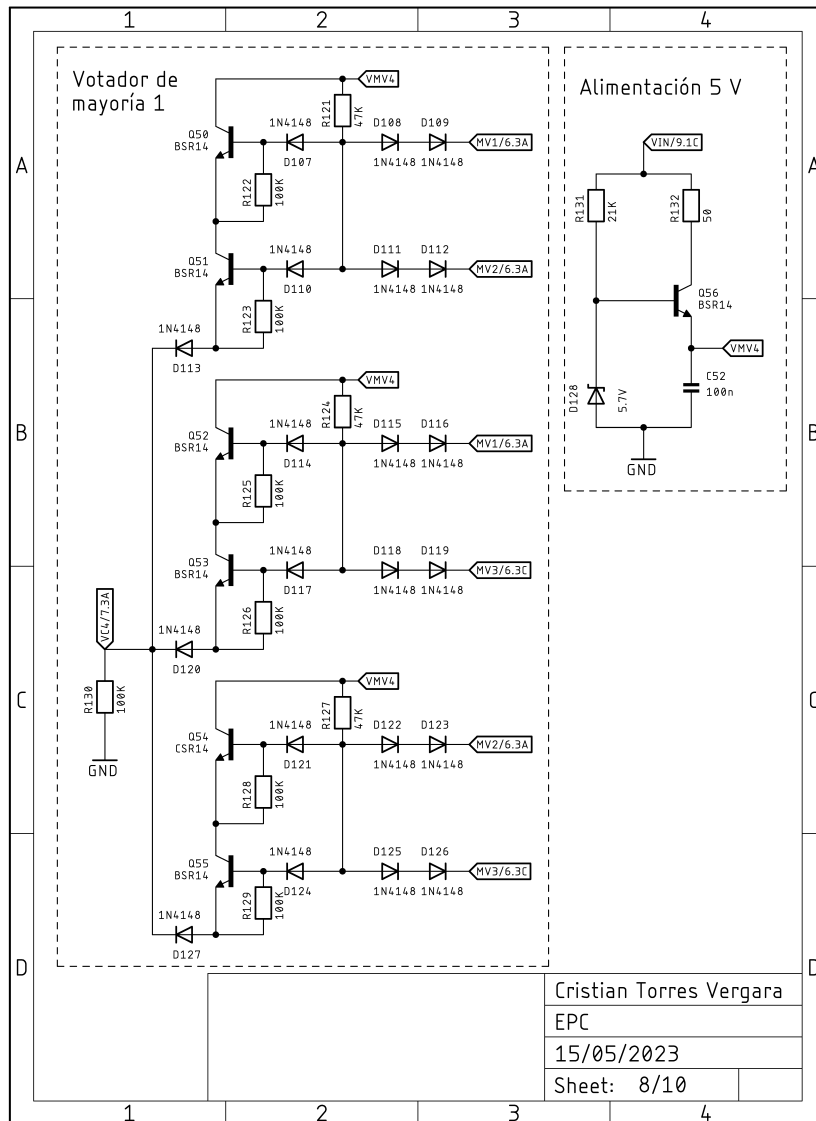 1
2
3
4
A
B
C
D
A
B
C
D
Votador de
mayoría 1
VMV4
R121
47K
Q50
BSR14
1N4148
D107
D108
1N4148
D109
1N4148
MV1/6.3A
R122
100K
Q51
BSR14
1N4148
D110
D111
1N4148
D112
1N4148
MV2/6.3A
R123
100K
1N4148
D113
VMV4
R124
47K
Q52
BSR14
1N4148
D114
D115
1N4148
D116
1N4148
MV1/6.3A
R125
100K
Q53
BSR14
1N4148
D117
D118
1N4148
D119
1N4148
MV3/6.3C
R126
100K
VC4/7.3A
1N4148
D120
R130
100K
GND
VMV4
R127
47K
Q54
CSR14
1N4148
D121
D122
1N4148
D123
1N4148
MV2/6.3A
R128
100K
Q55
BSR14
1N4148
D124
D125
1N4148
D126
1N4148
MV3/6.3C
R129
100K
1N4148
D127
Alimentación 5 V
VIN/9.1C
R131
21K
R132
50
Q56
BSR14
VMV4
C52
100n
D128
5.7V
GND
Cristian Torres Vergara
EPC
15/05/2023
Sheet: 8/10
1
2
3
4